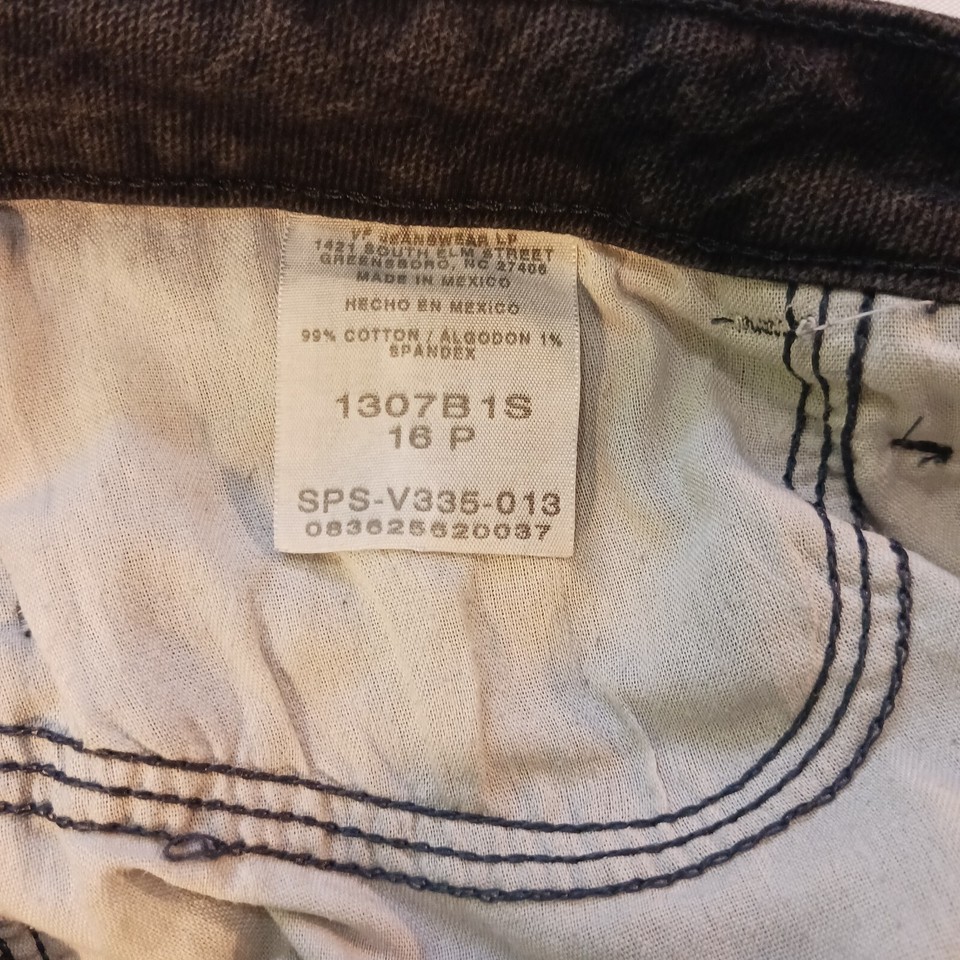 VF JEANSWEAR LP
1421 SOUTH ELM STREET
GREENSBORO, NC 27406
MADE IN MEXICO
HECHO EN MEXICO
99% COTTON / ALGODON 1%
SPANDEX
1307B1S
16 P
SPS-V335-013
083625620037